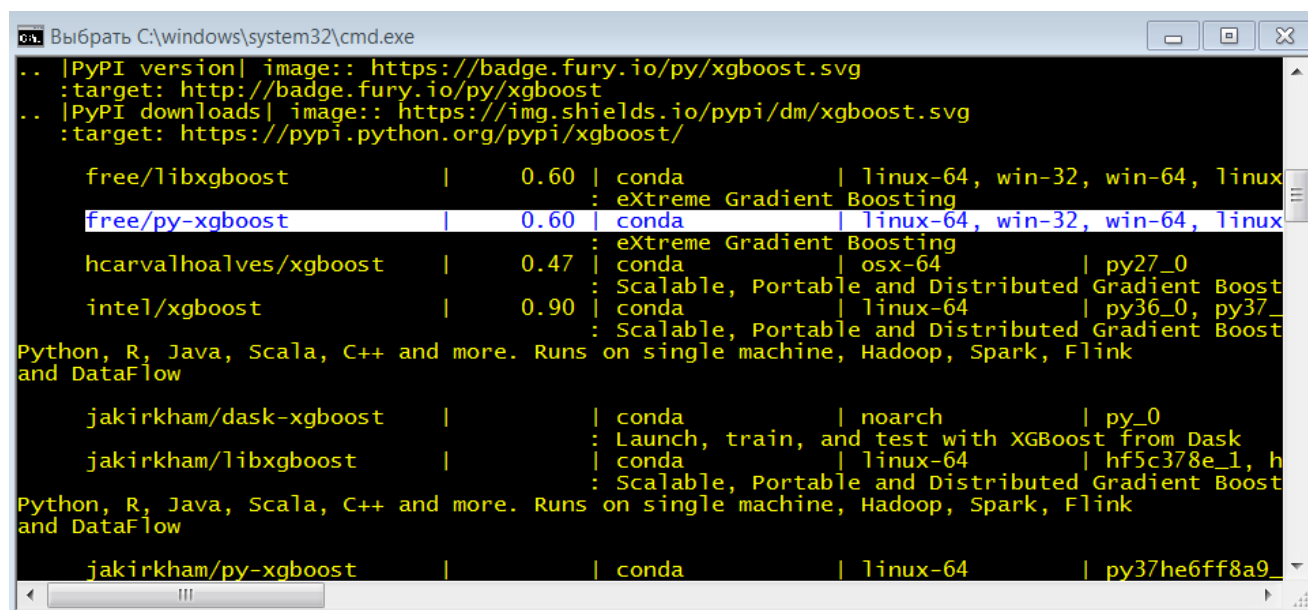 Выбрать C:\windows\system32\cmd.exe
.. |PyPI version| image:: https://badge.fury.io/py/xgboost.svg
:target: http://badge.fury.io/py/xgboost
.. |PyPI downloads| image:: https://img.shields.io/pypi/dm/xgboost.svg
:target: https://pypi.python.org/pypi/xgboost/
free/libxgboost | 0.60 | conda | linux-64, win-32, win-64, linux
: eXtreme Gradient Boosting
free/py-xgboost | 0.60 | conda | linux-64, win-32, win-64, linux
: eXtreme Gradient Boosting
hcarvalhoalves/xgboost | 0.47 | conda | osx-64 | py27_0
: Scalable, Portable and Distributed Gradient Boost
intel/xgboost | 0.90 | conda | linux-64 | py36_0, py37_
: Scalable, Portable and Distributed Gradient Boost
Python, R, Java, Scala, C++ and more. Runs on single machine, Hadoop, Spark, Flink
and DataFlow
jakirkham/dask-xgboost | | conda | noarch | py_0
: Launch, train, and test with XGBoost from Dask
jakirkham/libxgboost | | conda | linux-64 | hf5c378e_1, h
: Scalable, Portable and Distributed Gradient Boost
Python, R, Java, Scala, C++ and more. Runs on single machine, Hadoop, Spark, Flink
and DataFlow
jakirkham/py-xgboost | | conda | linux-64 | py37he6ff8a9_